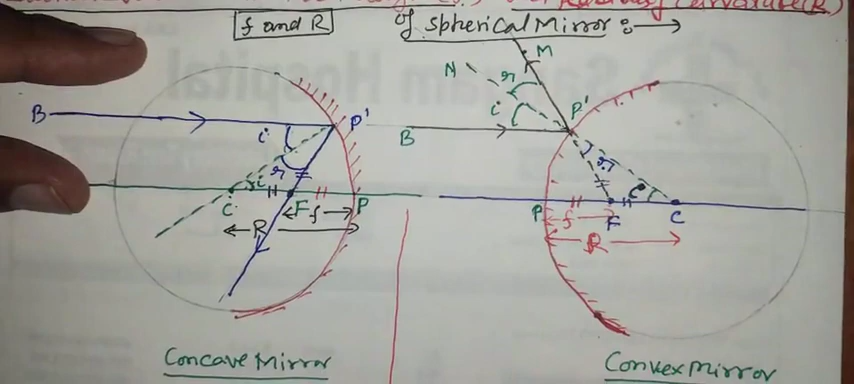 f and R of Spherical Mirror :→
M
N
r
i
P'
B
i
r
C
i
F
f
P
R
B
P'
r
i
P
f
F
C
R
Concave Mirror
Convex mirror